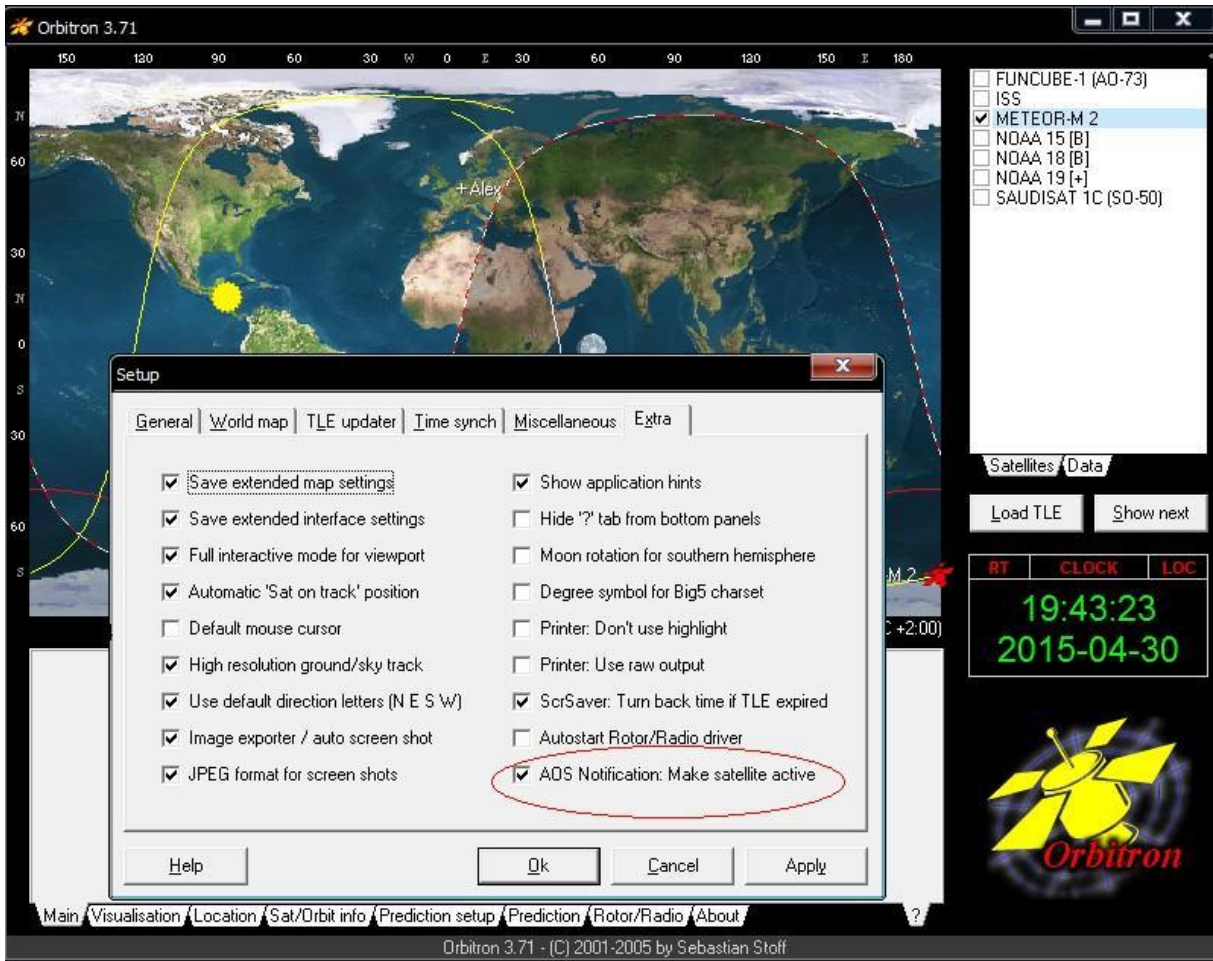 Orbitron 3.71
150 120 90 60 30 W 0 E 30 60 90 120 150 E 180
N
60
30
N
0
S
30
60
S
+Alex
M 2
C +2:00)
FUNCUBE-1 (AO-73)
ISS
METEOR-M 2
NOAA 15 [B]
NOAA 18 [B]
NOAA 19 [+]
SAUDISAT 1C (SO-50)
Satellites Data
Load TLE Show next
RT CLOCK LOC
19:43:23
2015-04-30
Orbitron
Setup
General World map TLE updater Time synch Miscellaneous Extra
Save extended map settings
Save extended interface settings
Full interactive mode for viewport
Automatic 'Sat on track' position
Default mouse cursor
High resolution ground/sky track
Use default direction letters (N E S W)
Image exporter / auto screen shot
JPEG format for screen shots
Show application hints
Hide '?' tab from bottom panels
Moon rotation for southern hemisphere
Degree symbol for Big5 charset
Printer: Don't use highlight
Printer: Use raw output
ScrSaver: Turn back time if TLE expired
Autostart Rotor/Radio driver
AOS Notification: Make satellite active
Help Ok Cancel Apply
Main Visualisation Location Sat/Orbit info Prediction setup Prediction Rotor/Radio About ?
Orbitron 3.71 - (C) 2001-2005 by Sebastian Stoff